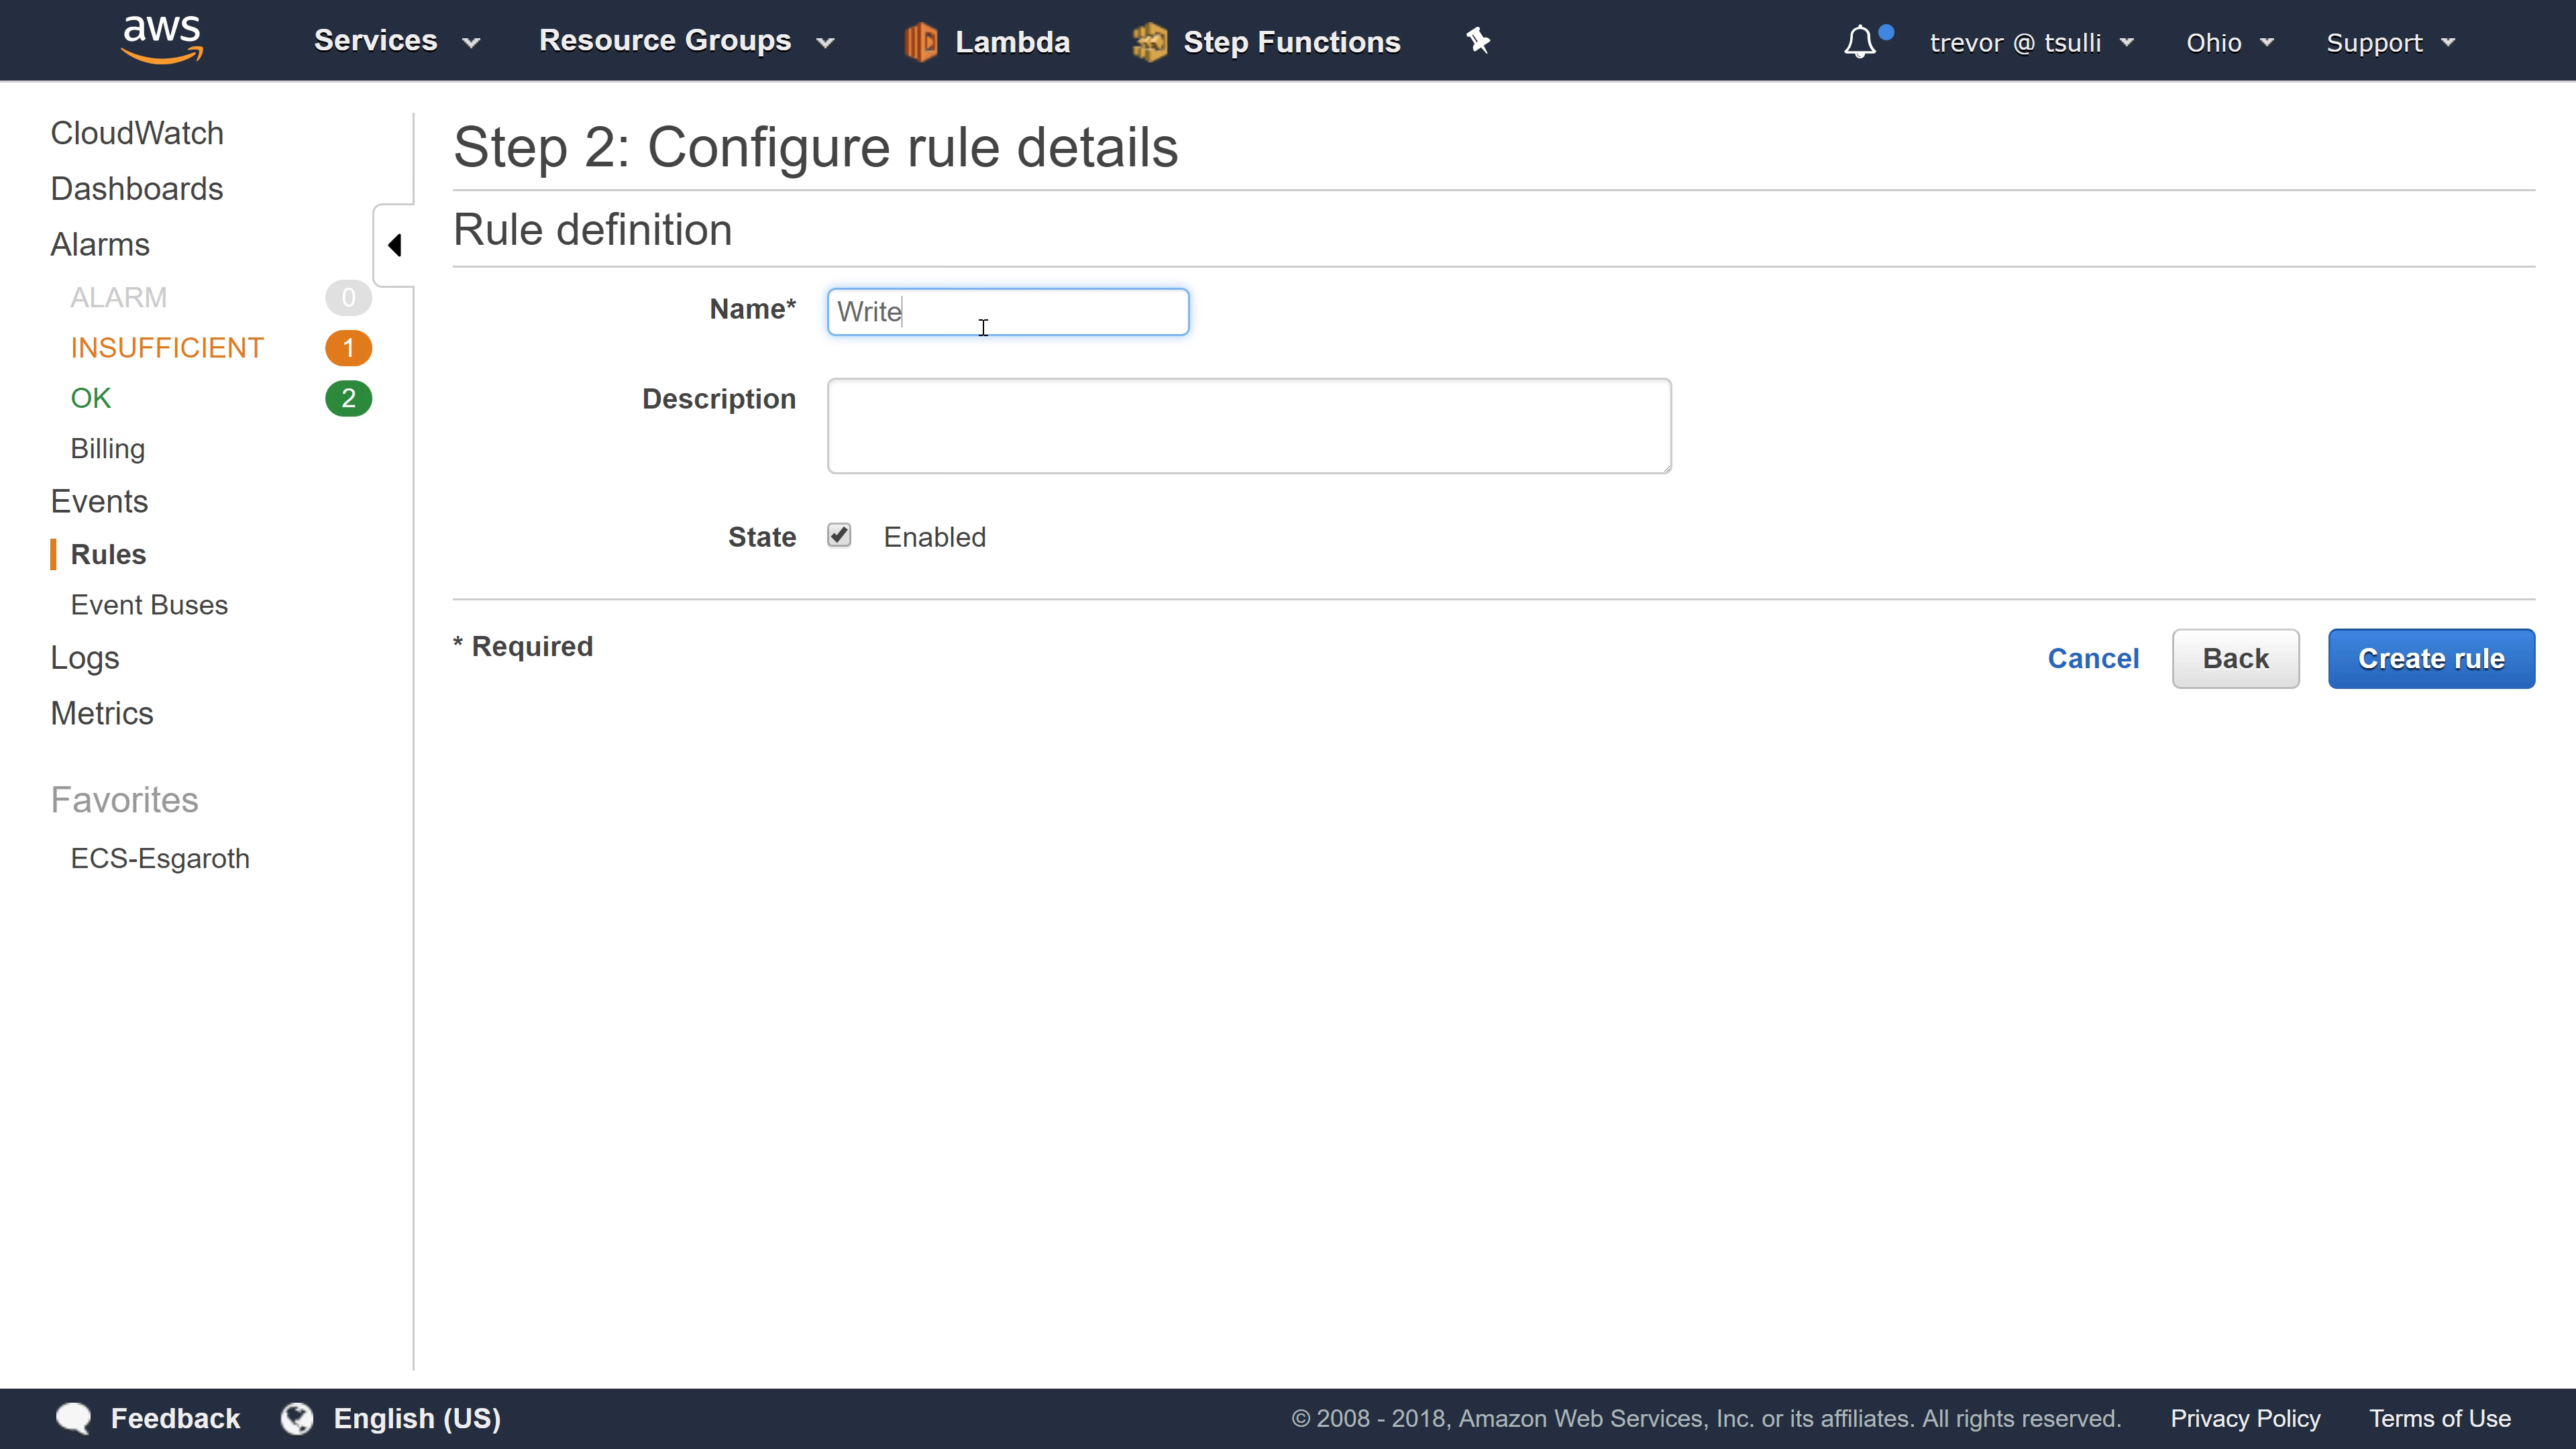 aws Services Resource Groups Lambda Step Functions trevor @ tsulli Ohio Support
CloudWatch
Dashboards
Alarms
ALARM 0
INSUFFICIENT 1
OK 2
Billing
Events
Rules
Event Buses
Logs
Metrics
Favorites
ECS-Esgaroth
Step 2: Configure rule details
Rule definition
Name* Write
Description
State Enabled
* Required
Cancel Back Create rule
Feedback English (US) © 2008 - 2018, Amazon Web Services, Inc. or its affiliates. All rights reserved. Privacy Policy Terms of Use